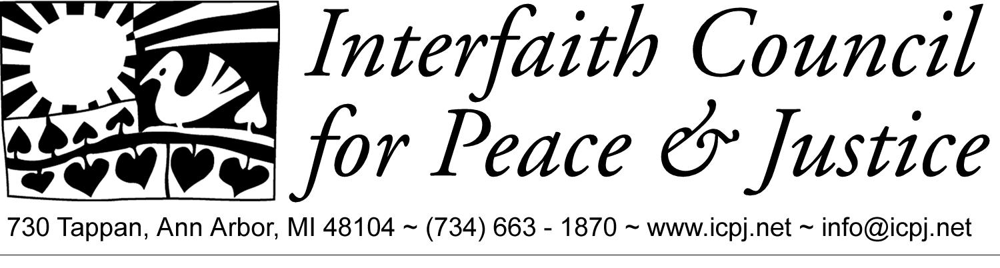 Interfaith Council
for Peace & Justice
730 Tappan, Ann Arbor, MI 48104 ~ (734) 663 - 1870 ~ www.icpj.net ~ info@icpj.net